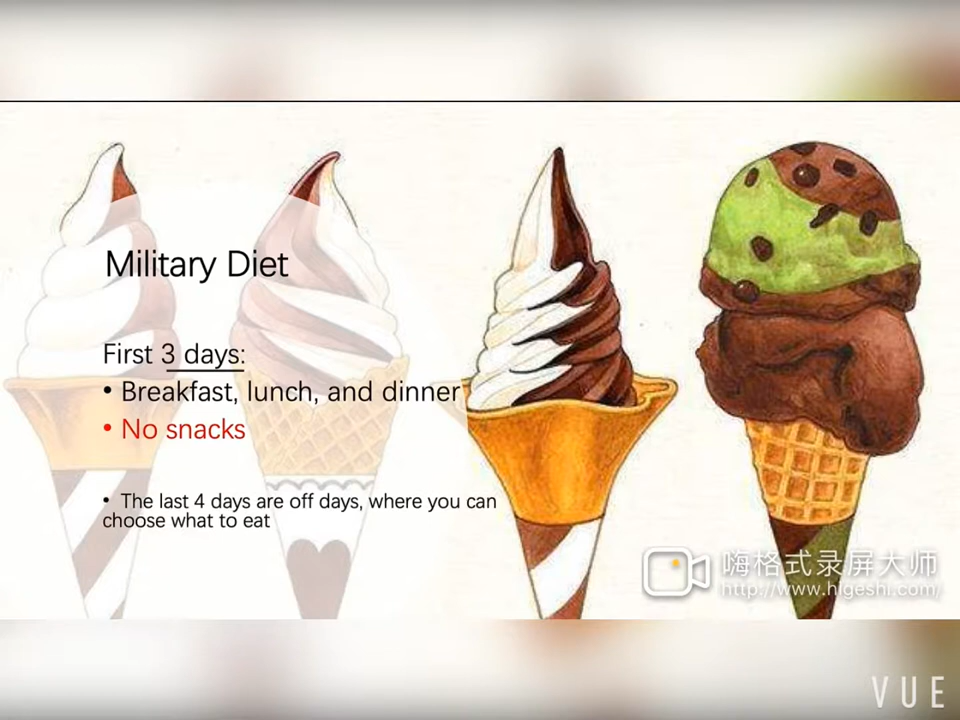 Military Diet
First 3 days:
• Breakfast, lunch, and dinner
• No snacks
• The last 4 days are off days, where you can
choose what to eat
嗨格式录屏大师
http://www.higeshi.com/
VUE